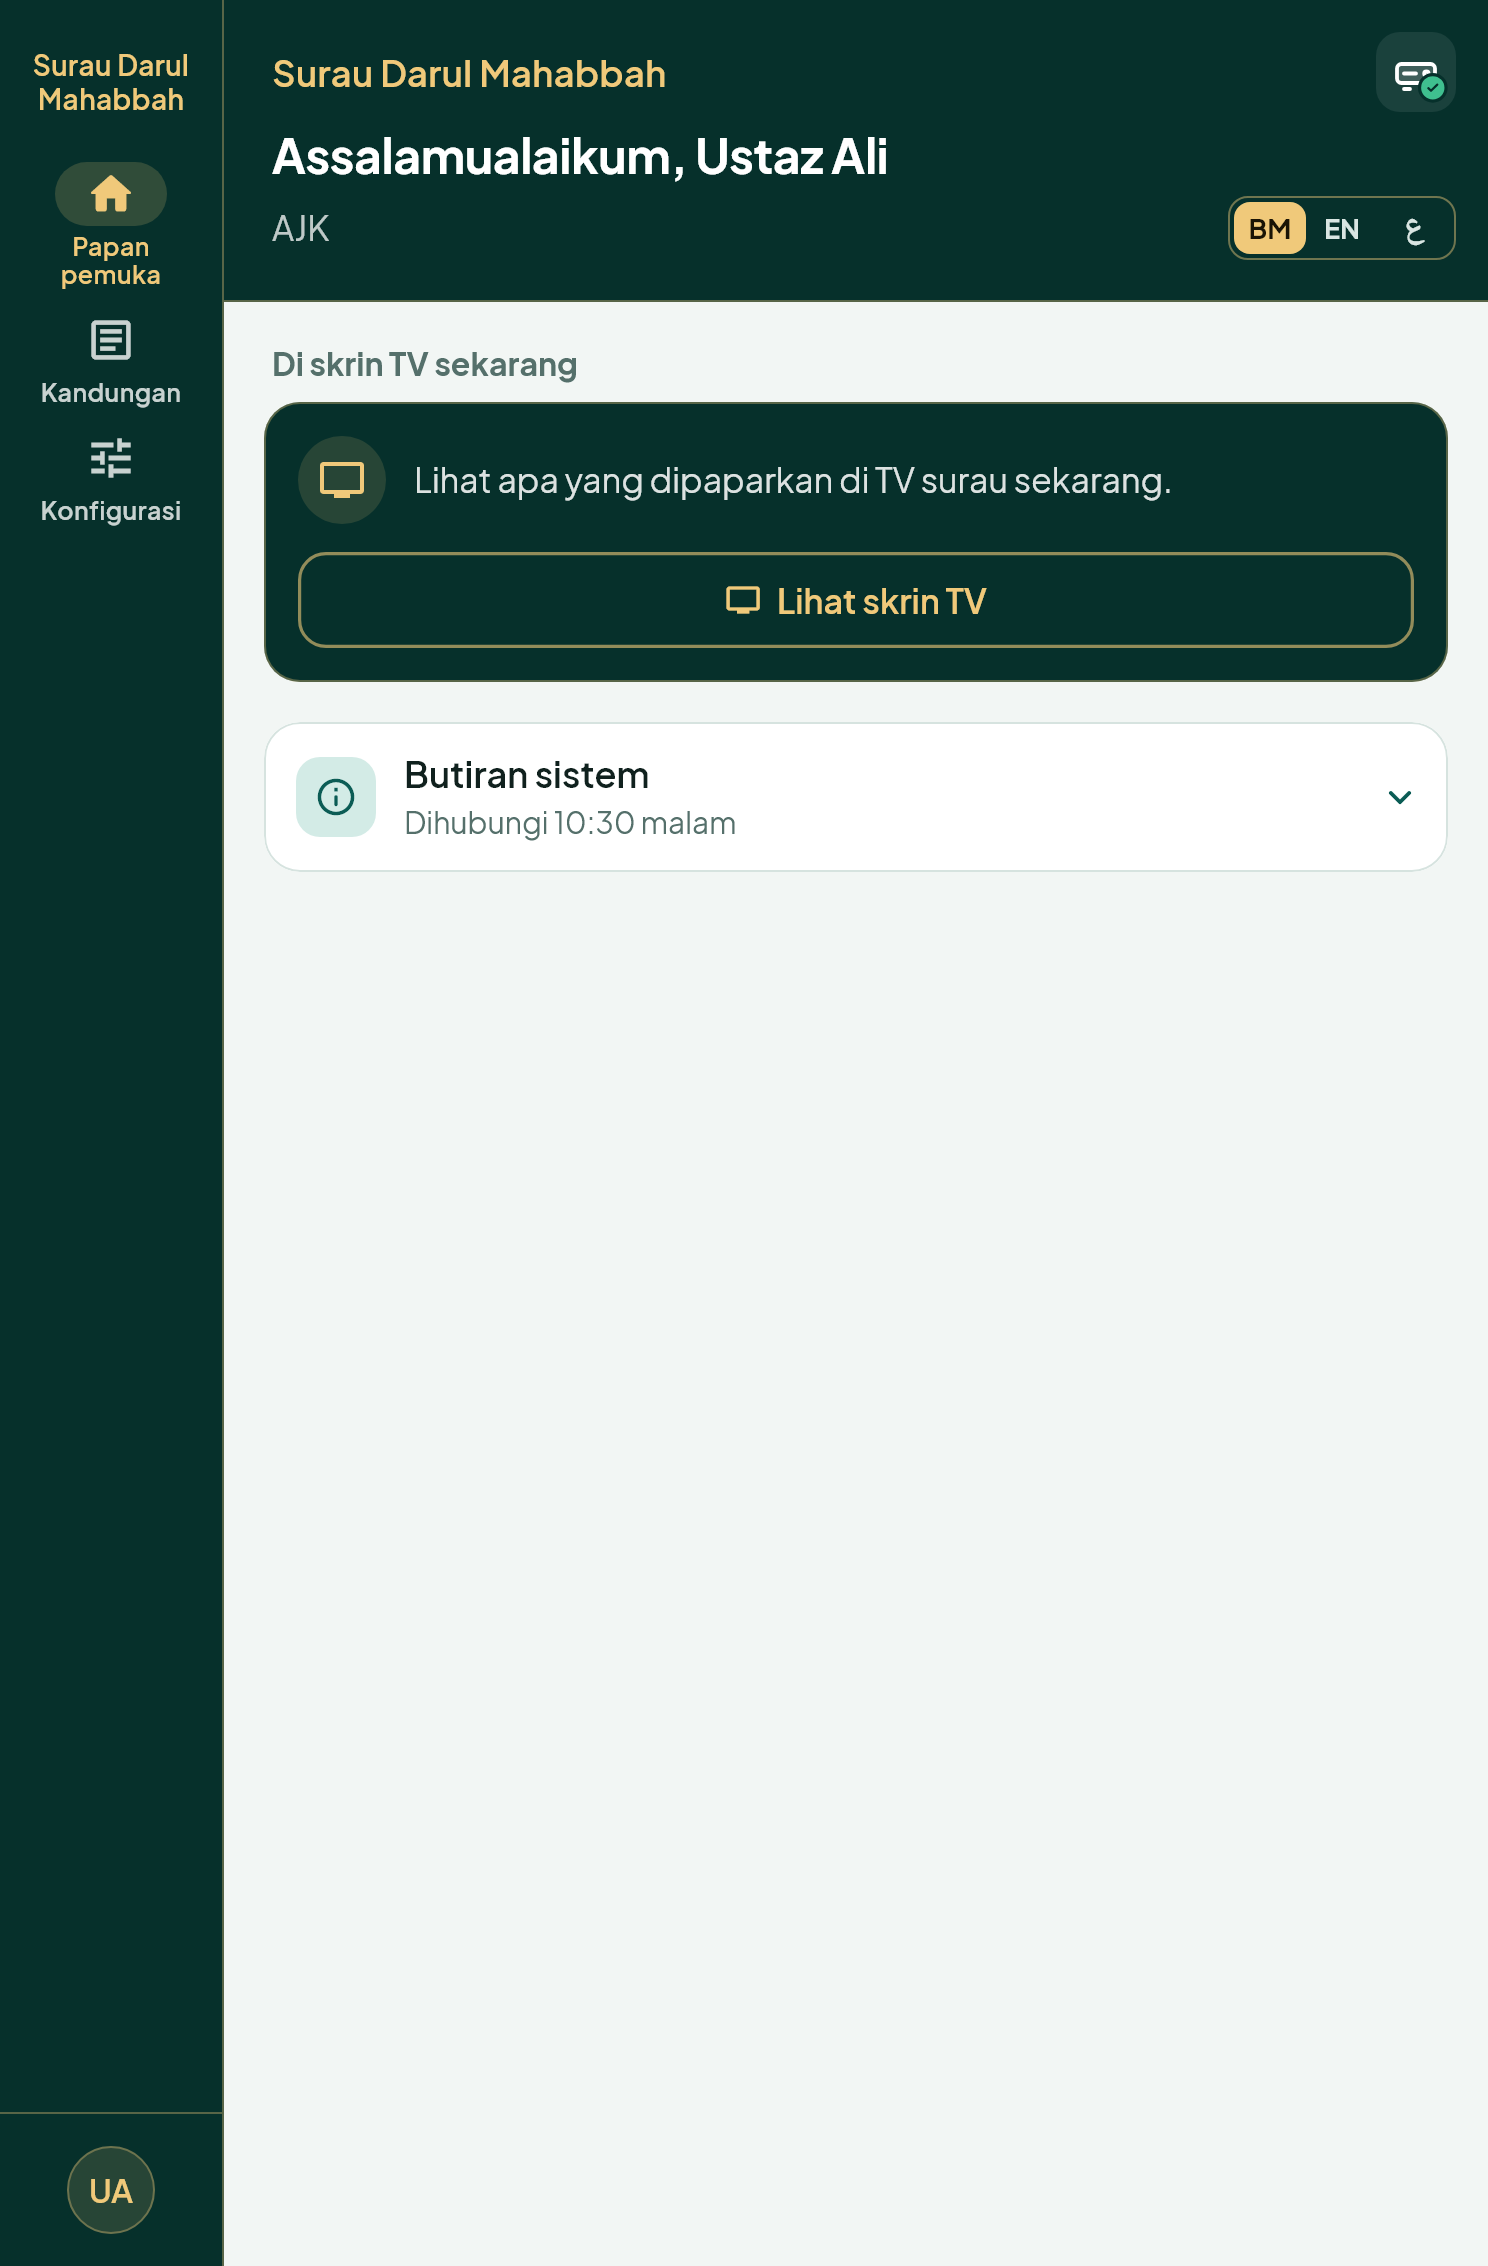 Surau Darul
Mahabbah
Papan
pemuka
Kandungan
Konfigurasi
UA
Surau Darul Mahabbah
Assalamualaikum, Ustaz Ali
AJK
BM EN ع
Di skrin TV sekarang
Lihat apa yang dipaparkan di TV surau sekarang.
Lihat skrin TV
Butiran sistem
Dihubungi 10:30 malam